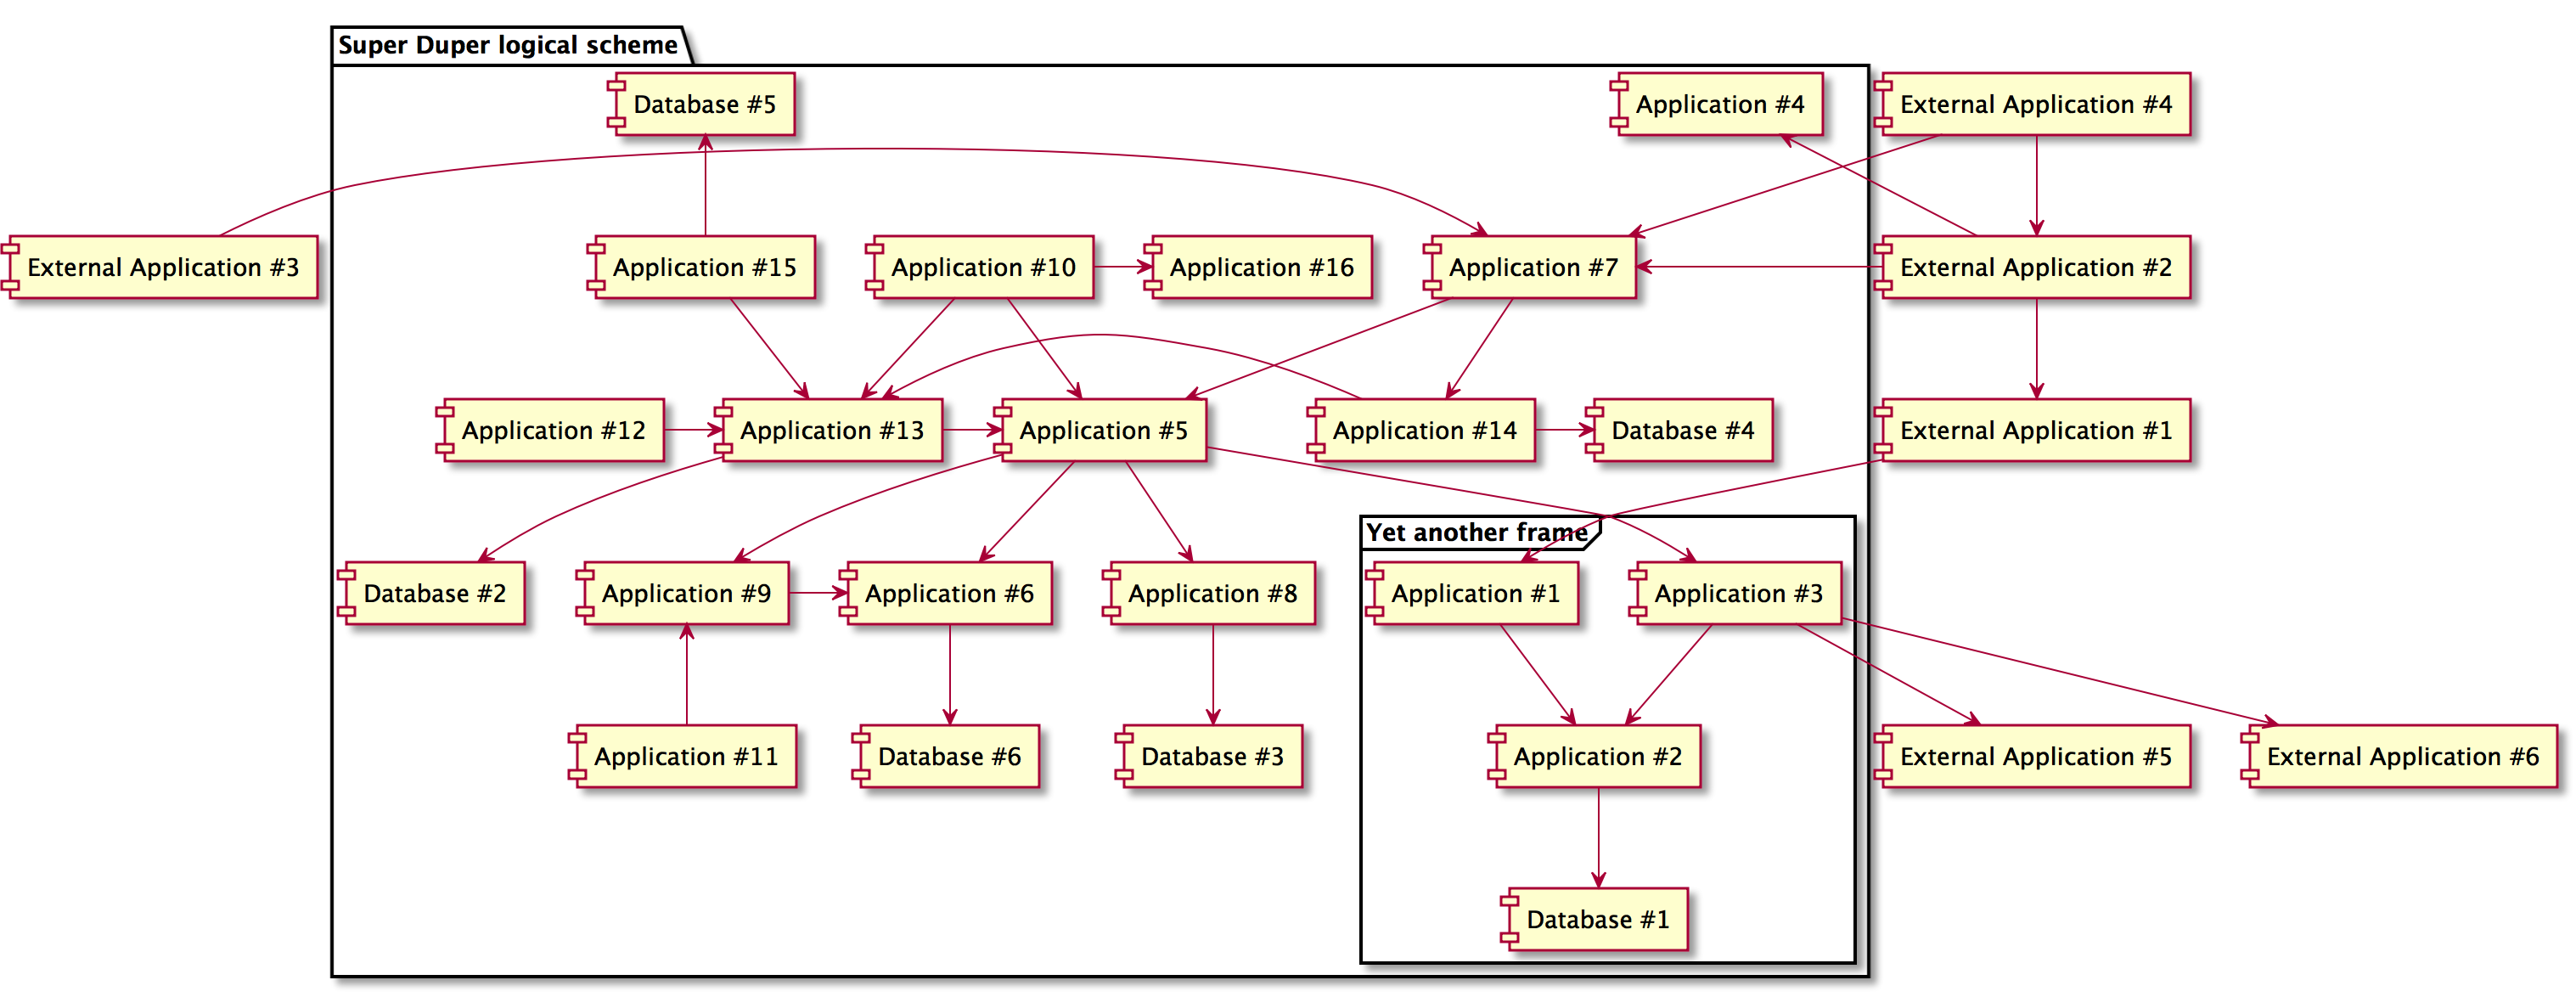 Super Duper logical scheme
Database #5
Application #4
External Application #4
External Application #3
Application #15
Application #10
Application #16
Application #7
External Application #2
Application #12
Application #13
Application #5
Application #14
Database #4
External Application #1
Yet another frame
Database #2
Application #9
Application #6
Application #8
Application #1
Application #3
Application #11
Database #6
Database #3
Application #2
External Application #5
External Application #6
Database #1